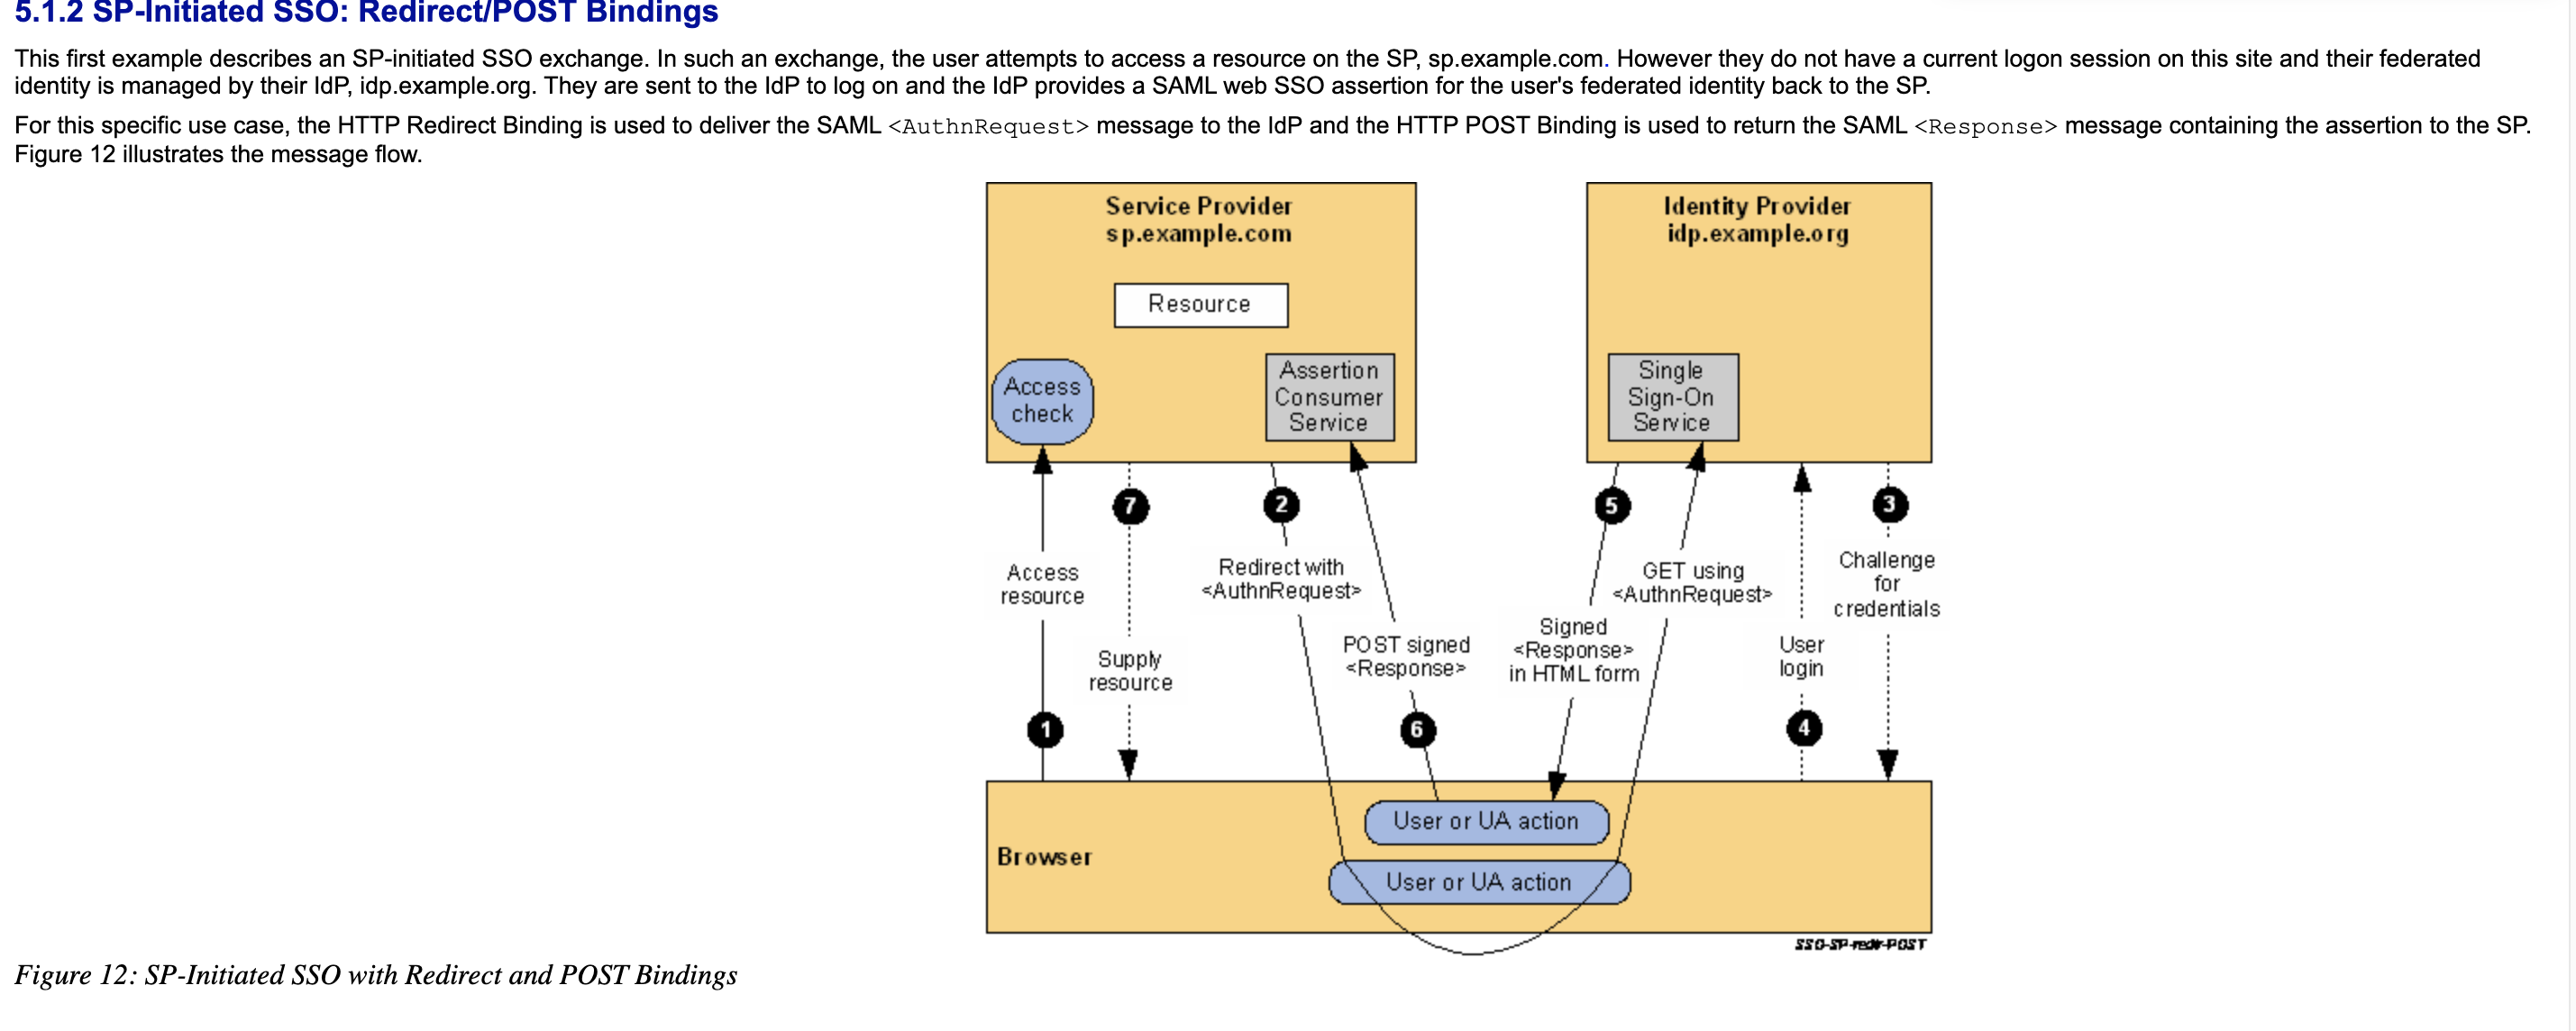 5.1.2 SP-Initiated SSO: Redirect/POST Bindings
This first example describes an SP-initiated SSO exchange. In such an exchange, the user attempts to access a resource on the SP, sp.example.com. However they do not have a current logon session on this site and their federated
identity is managed by their IdP, idp.example.org. They are sent to the IdP to log on and the IdP provides a SAML web SSO assertion for the user's federated identity back to the SP.
For this specific use case, the HTTP Redirect Binding is used to deliver the SAML <AuthnRequest> message to the IdP and the HTTP POST Binding is used to return the SAML <Response> message containing the assertion to the SP.
Figure 12 illustrates the message flow.
Service Provider
sp.example.com
Resource
Access
check
Assertion
Consumer
Service
Identity Provider
idp.example.org
Single
Sign-On
Service
7
2
5
3
Access
resource
Supply
resource
Redirect with
<AuthnRequest>
POST signed
<Response>
Signed
<Response>
in HTML form
GET using
<AuthnRequest>
User
login
Challenge
for
credentials
1
6
4
User or UA action
Browser
User or UA action
SSO-SP-redir-POST
Figure 12: SP-Initiated SSO with Redirect and POST Bindings